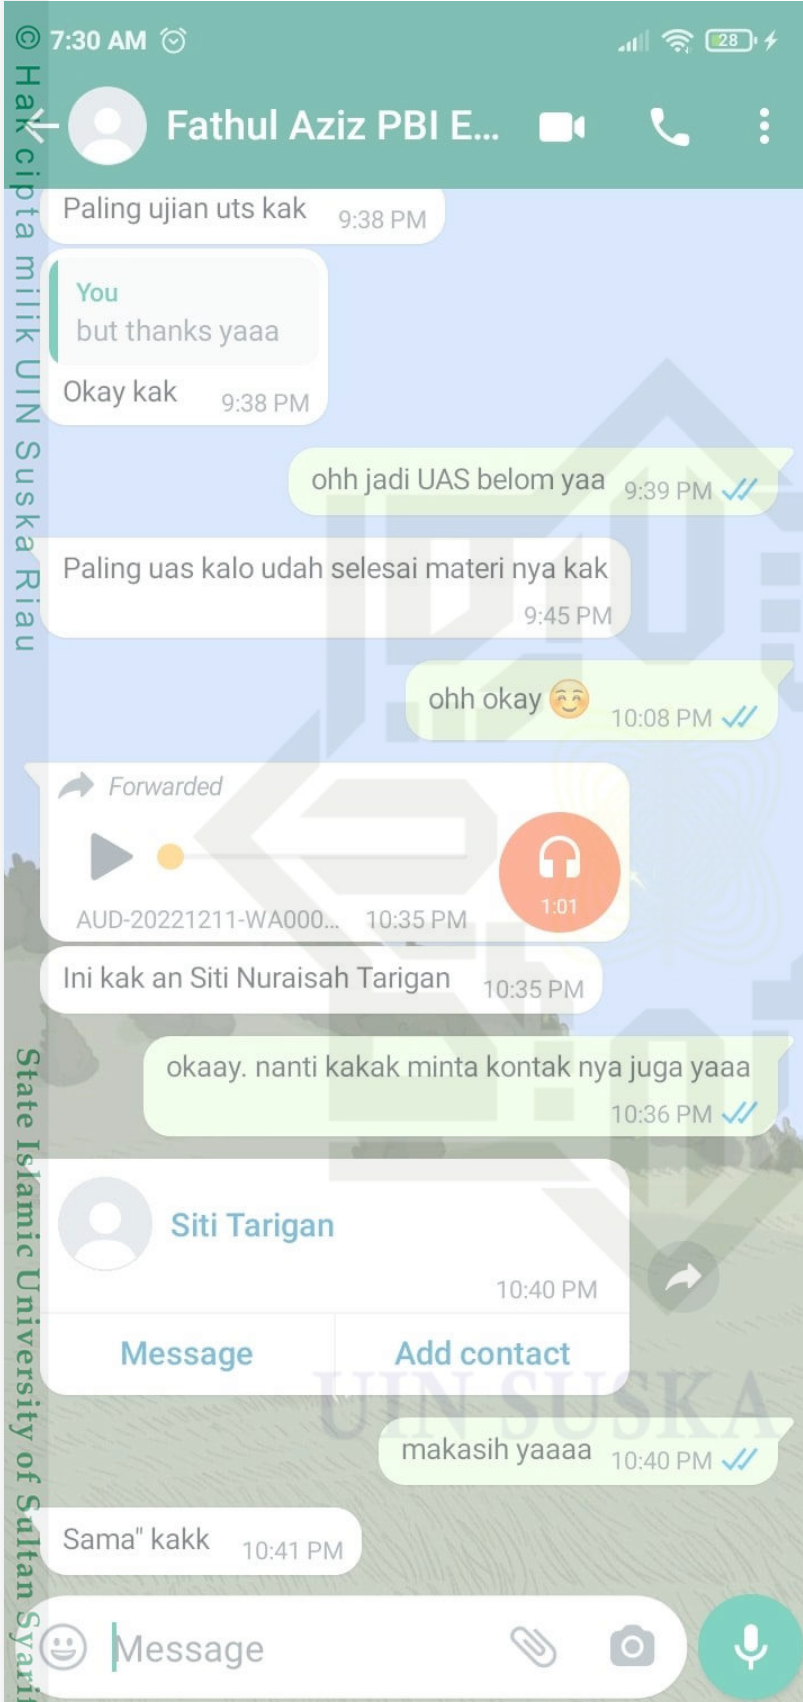 7:30 AM
28
Fathul Aziz PBI E...
Paling ujian uts kak 9:38 PM
You
but thanks yaaa
Okay kak 9:38 PM
ohh jadi UAS belom yaa 9:39 PM
Paling uas kalo udah selesai materi nya kak
9:45 PM
ohh okay 😊 10:08 PM
Forwarded
1:01
AUD-20221211-WA000... 10:35 PM
Ini kak an Siti Nuraisah Tarigan 10:35 PM
okaay. nanti kakak minta kontak nya juga yaaa
10:36 PM
Siti Tarigan
10:40 PM
Message Add contact
makasih yaaaa 10:40 PM
Sama" kakk 10:41 PM
Message
© Hak cipta milik UIN Suska Riau
State Islamic University of Sultan Syarif
UIN SUSKA